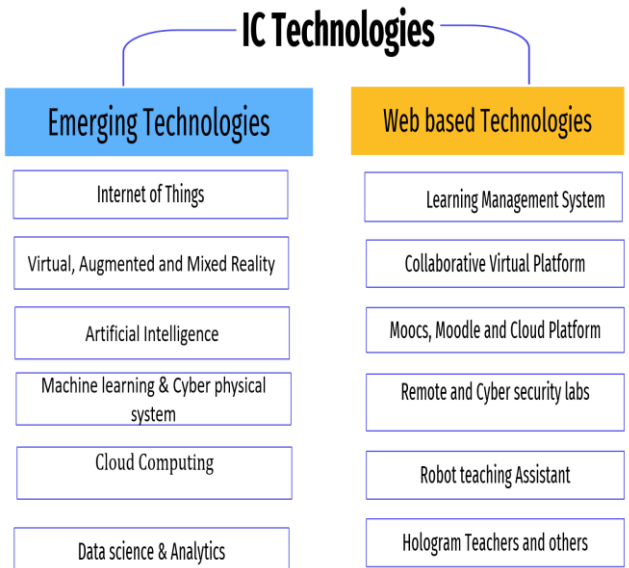 IC Technologies
Emerging Technologies
Internet of Things
Virtual, Augmented and Mixed Reality
Artificial Intelligence
Machine learning & Cyber physical
system
Cloud Computing
Data science & Analytics
Web based Technologies
Learning Management System
Collaborative Virtual Platform
Moocs, Moodle and Cloud Platform
Remote and Cyber security labs
Robot teaching Assistant
Hologram Teachers and others